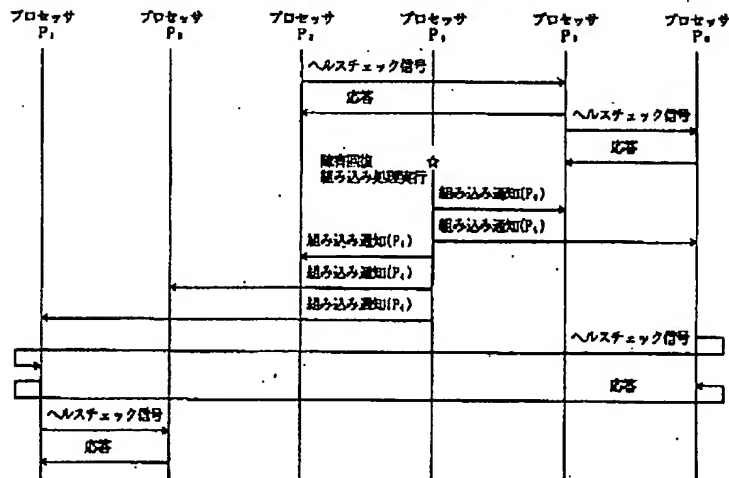 プロセッサ プロセッサ プロセッサ プロセッサ プロセッサ プロセッサ
P₁ P₆
ヘルスチェック信号
応答
ヘルスチェック信号
応答
障害回復 ☆
組み込み処理実行
組み込み通知(P₄)
組み込み通知(P₄)
組み込み通知(P₄)
組み込み通知(P₄)
組み込み通知(P₄)
ヘルスチェック信号
応答
ヘルスチェック信号
応答